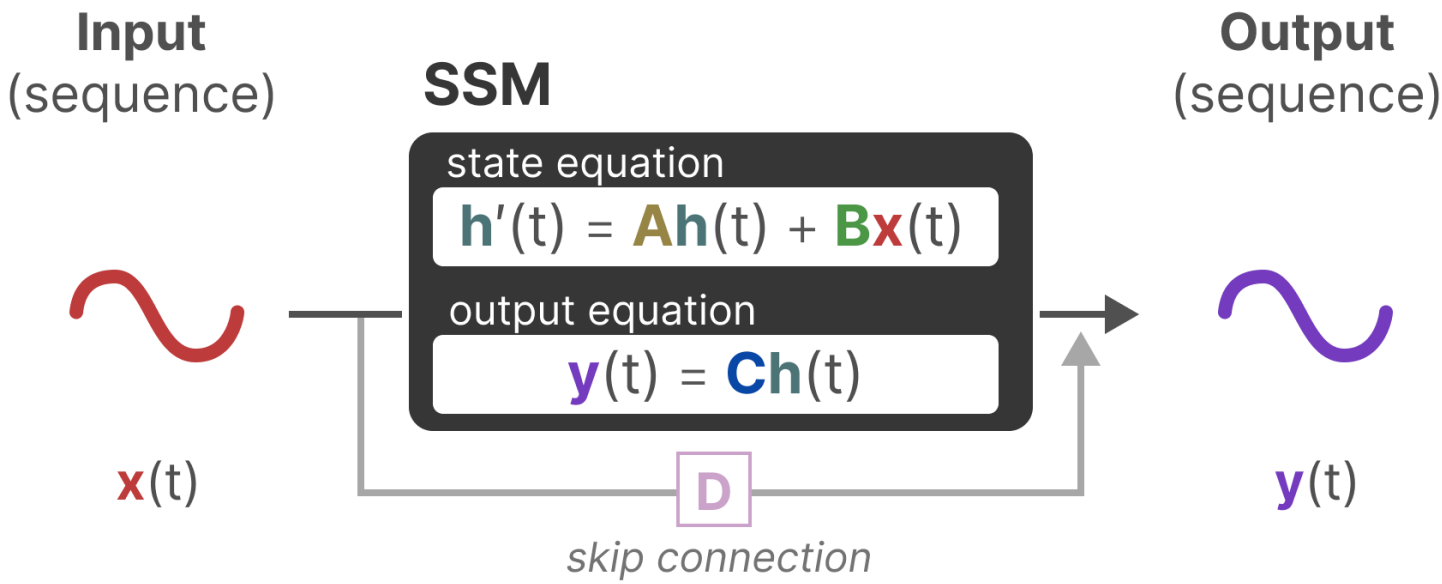 Input
(sequence)
SSM
Output
(sequence)
state equation
h′(t) = Ah(t) + Bx(t)
output equation
y(t) = Ch(t)
x(t)
D
skip connection
y(t)